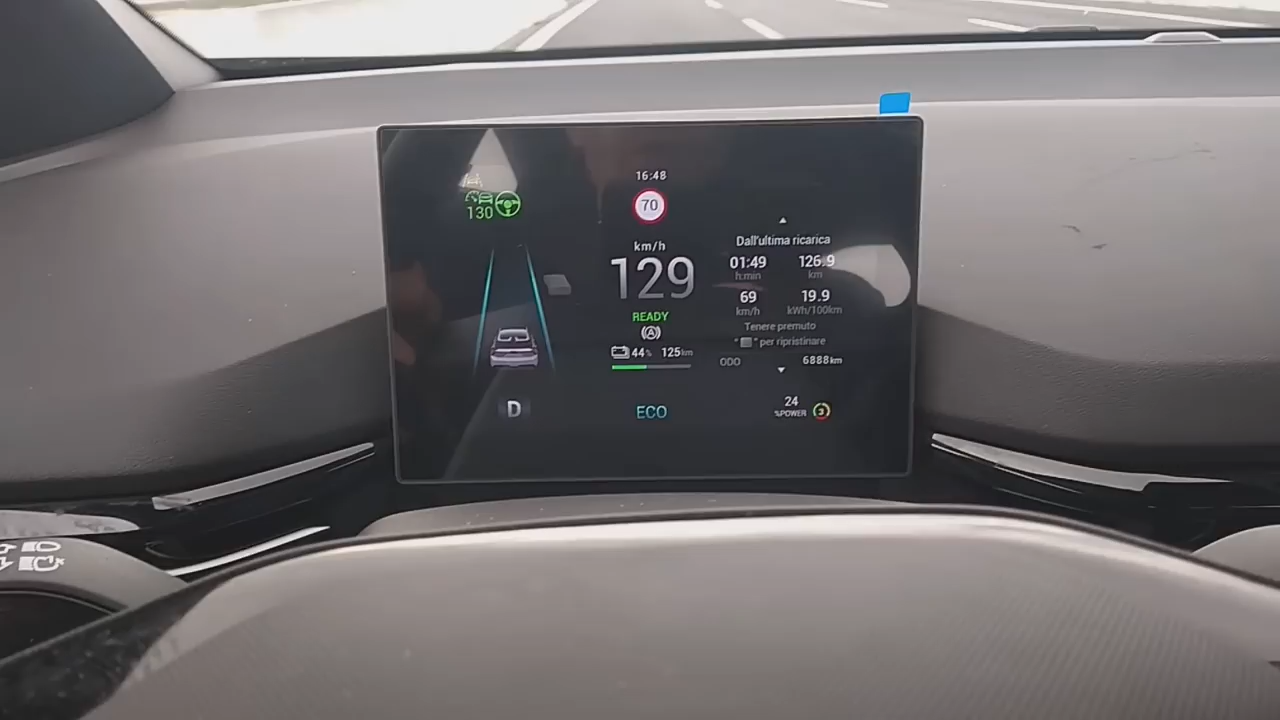 16:48
130
70
km/h
129
READY
(A)
44% 125km
Dall'ultima ricarica
01:49 126.9
h:min km
69 19.9
km/h kWh/100km
Tenere premuto
" " per ripristinare
ODO 6888km
D
ECO
24
%POWER
3